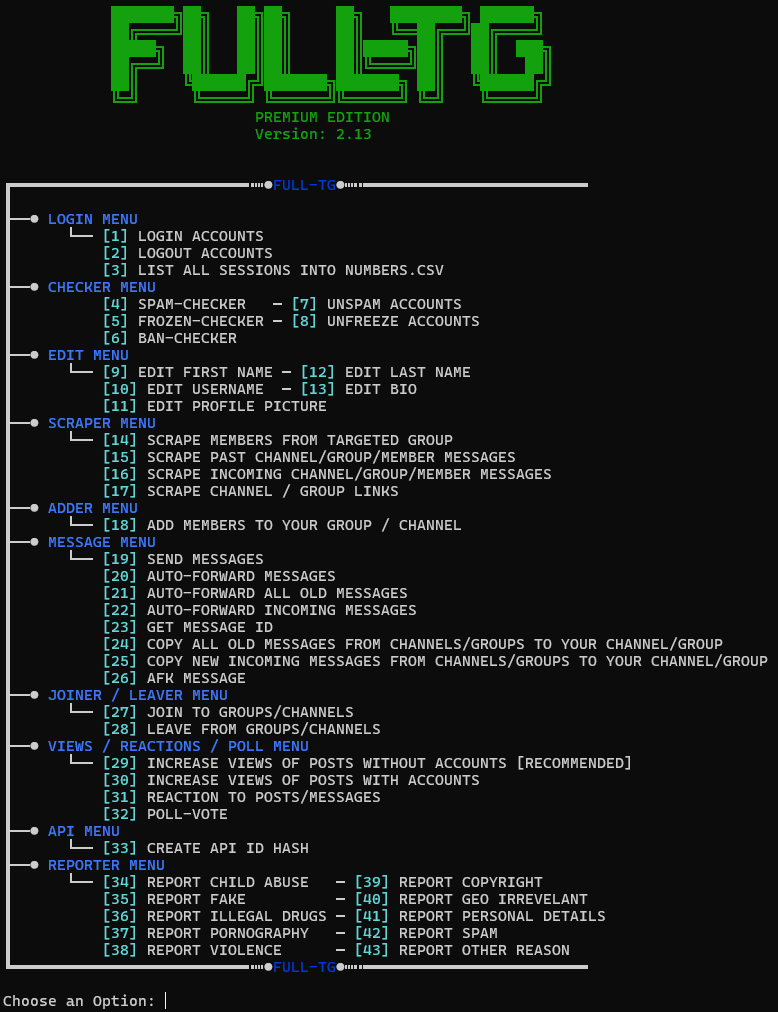 FULL-TG
PREMIUM EDITION
Version: 2.13
FULL-TG
LOGIN MENU
[1] LOGIN ACCOUNTS
[2] LOGOUT ACCOUNTS
[3] LIST ALL SESSIONS INTO NUMBERS.CSV
CHECKER MENU
[4] SPAM-CHECKER — [7] UNSPAM ACCOUNTS
[5] FROZEN-CHECKER — [8] UNFREEZE ACCOUNTS
[6] BAN-CHECKER
EDIT MENU
[9] EDIT FIRST NAME — [12] EDIT LAST NAME
[10] EDIT USERNAME — [13] EDIT BIO
[11] EDIT PROFILE PICTURE
SCRAPER MENU
[14] SCRAPE MEMBERS FROM TARGETED GROUP
[15] SCRAPE PAST CHANNEL/GROUP/MEMBER MESSAGES
[16] SCRAPE INCOMING CHANNEL/GROUP/MEMBER MESSAGES
[17] SCRAPE CHANNEL / GROUP LINKS
ADDER MENU
[18] ADD MEMBERS TO YOUR GROUP / CHANNEL
MESSAGE MENU
[19] SEND MESSAGES
[20] AUTO-FORWARD MESSAGES
[21] AUTO-FORWARD ALL OLD MESSAGES
[22] AUTO-FORWARD INCOMING MESSAGES
[23] GET MESSAGE ID
[24] COPY ALL OLD MESSAGES FROM CHANNELS/GROUPS TO YOUR CHANNEL/GROUP
[25] COPY NEW INCOMING MESSAGES FROM CHANNELS/GROUPS TO YOUR CHANNEL/GROUP
[26] AFK MESSAGE
JOINER / LEAVER MENU
[27] JOIN TO GROUPS/CHANNELS
[28] LEAVE FROM GROUPS/CHANNELS
VIEWS / REACTIONS / POLL MENU
[29] INCREASE VIEWS OF POSTS WITHOUT ACCOUNTS [RECOMMENDED]
[30] INCREASE VIEWS OF POSTS WITH ACCOUNTS
[31] REACTION TO POSTS/MESSAGES
[32] POLL-VOTE
API MENU
[33] CREATE API ID HASH
REPORTER MENU
[34] REPORT CHILD ABUSE — [39] REPORT COPYRIGHT
[35] REPORT FAKE — [40] REPORT GEO IRREVELANT
[36] REPORT ILLEGAL DRUGS — [41] REPORT PERSONAL DETAILS
[37] REPORT PORNOGRAPHY — [42] REPORT SPAM
[38] REPORT VIOLENCE — [43] REPORT OTHER REASON
FULL-TG
Choose an Option: